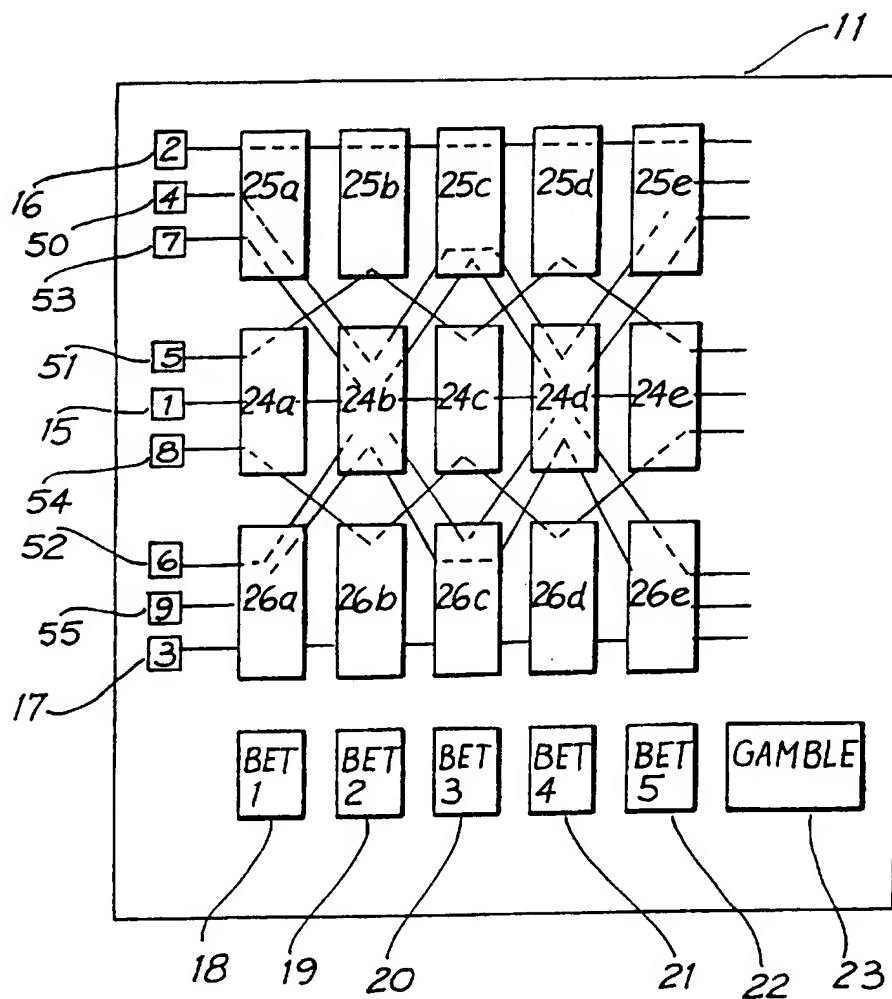 11
2
16
4
50
7
53
25a 25b 25c 25d 25e
5
51
1
15
8
54
24a 24b 24c 24d 24e
6
52
9
55
3
17
26a 26b 26c 26d 26e
BET 1
BET 2
BET 3
BET 4
BET 5
GAMBLE
18 19 20 21 22 23